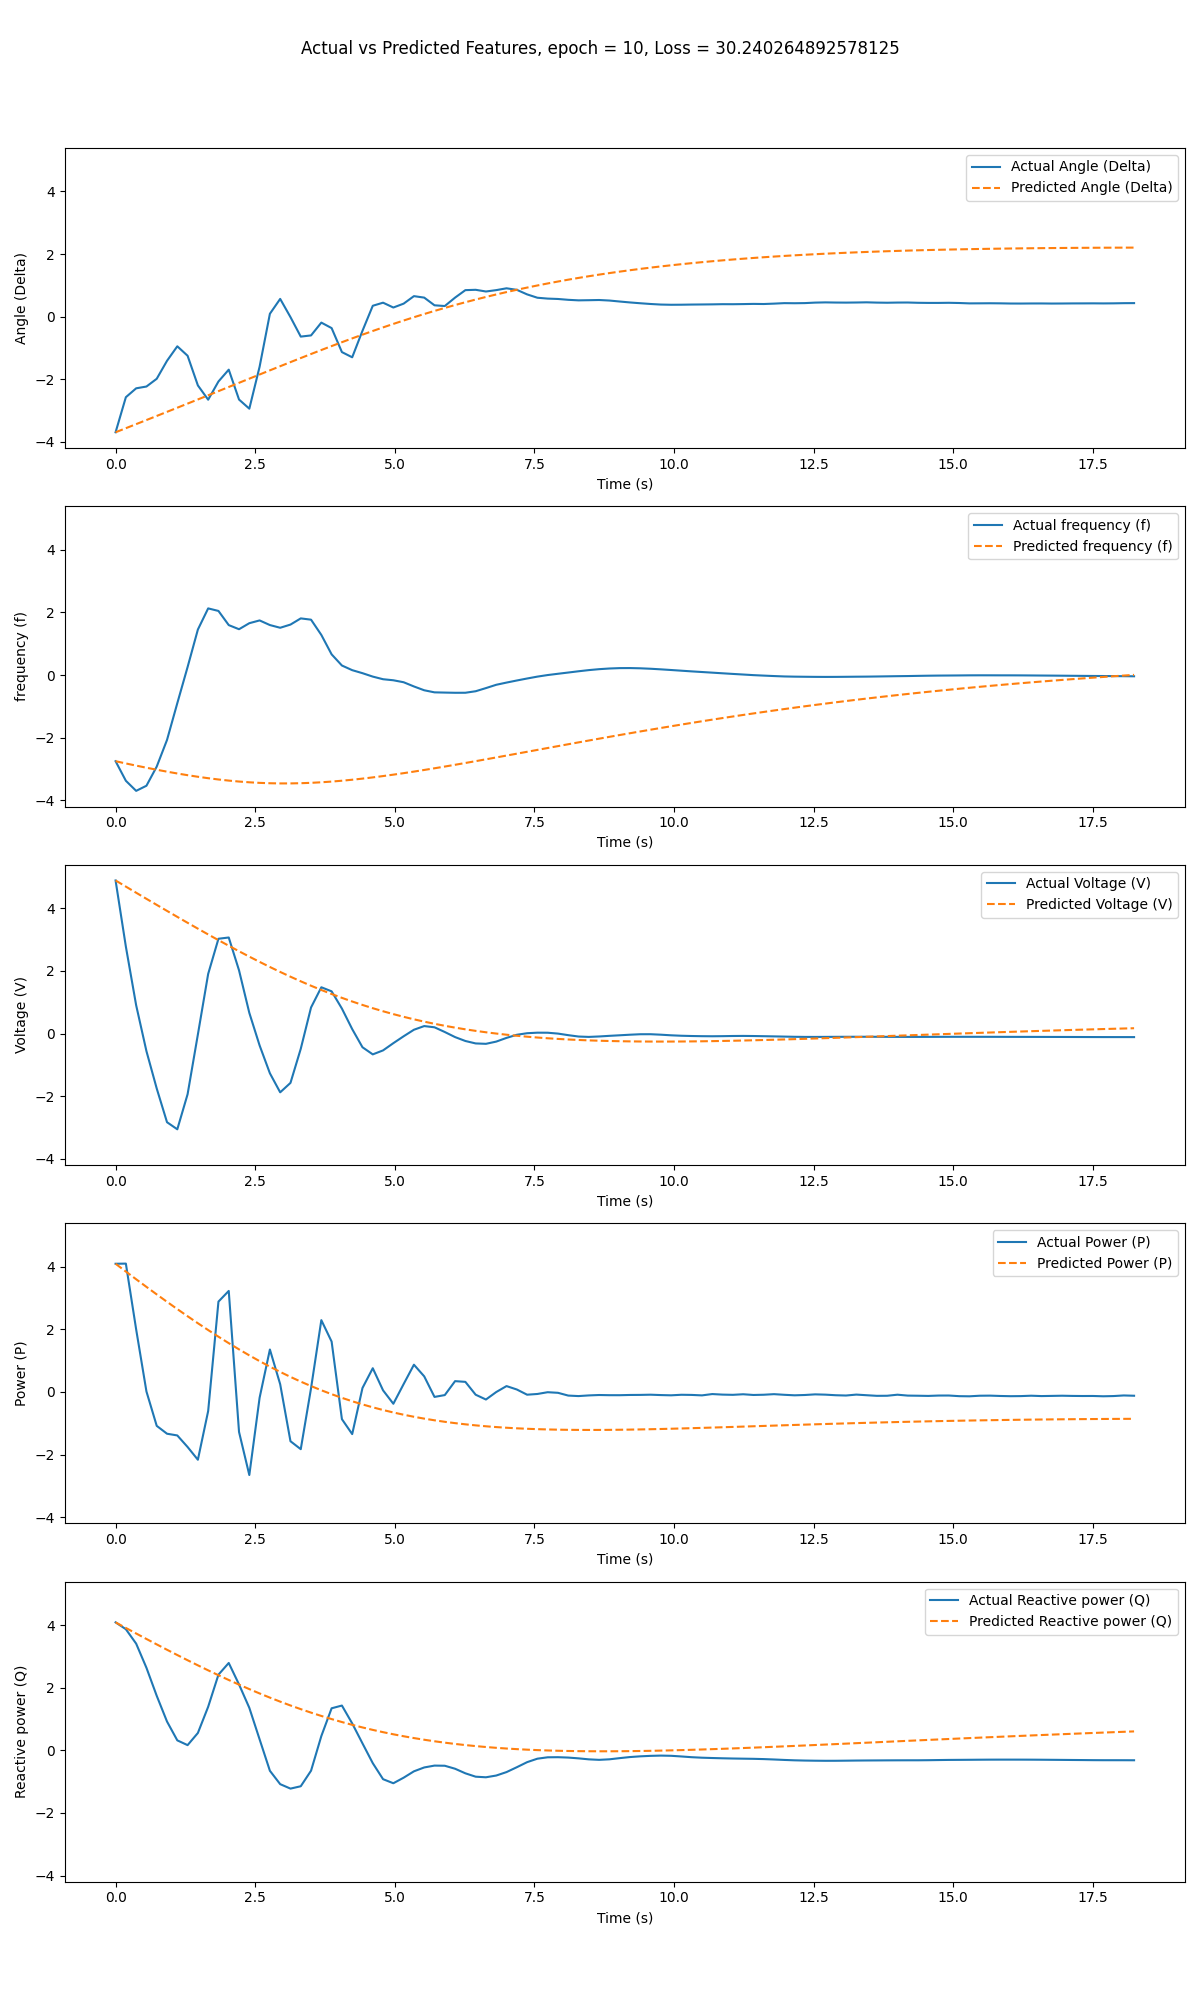 Actual vs Predicted Features, epoch = 10, Loss = 30.240264892578125
Actual Angle (Delta)
Predicted Angle (Delta)
Angle (Delta)
4
2
0
−2
−4
0.0 2.5 5.0 7.5 10.0 12.5 15.0 17.5
Time (s)
Actual frequency (f)
Predicted frequency (f)
frequency (f)
4
2
0
−2
−4
0.0 2.5 5.0 7.5 10.0 12.5 15.0 17.5
Time (s)
Actual Voltage (V)
Predicted Voltage (V)
Voltage (V)
4
2
0
−2
−4
0.0 2.5 5.0 7.5 10.0 12.5 15.0 17.5
Time (s)
Actual Power (P)
Predicted Power (P)
Power (P)
4
2
0
−2
−4
0.0 2.5 5.0 7.5 10.0 12.5 15.0 17.5
Time (s)
Actual Reactive power (Q)
Predicted Reactive power (Q)
Reactive power (Q)
4
2
0
−2
−4
0.0 2.5 5.0 7.5 10.0 12.5 15.0 17.5
Time (s)